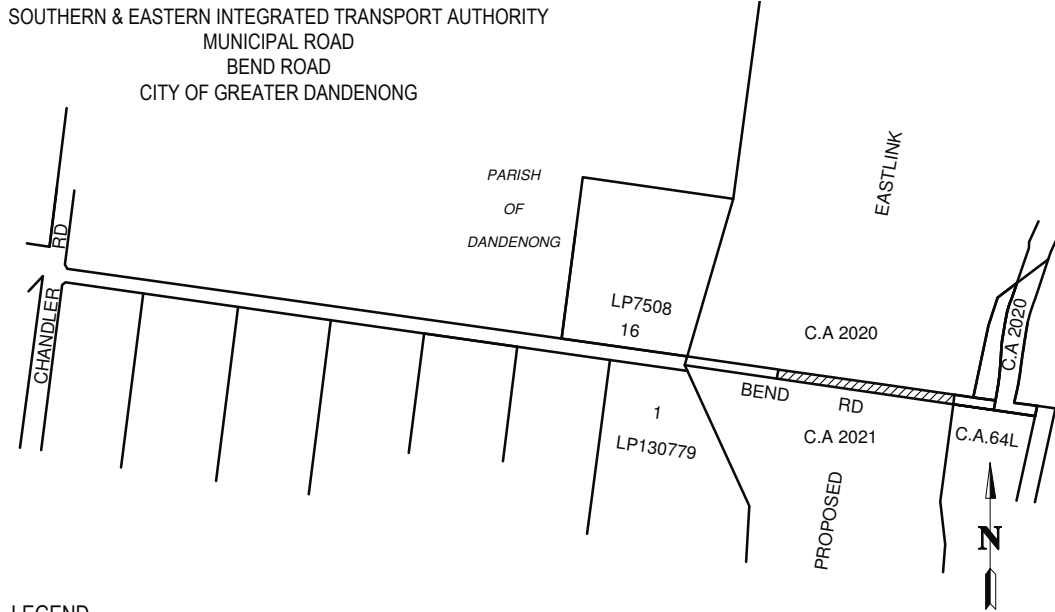 SOUTHERN & EASTERN INTEGRATED TRANSPORT AUTHORITY
MUNICIPAL ROAD
BEND ROAD
CITY OF GREATER DANDENONG
PARISH
OF
DANDENONG
EASTLINK
RD
CHANDLER
LP7508
16
C.A 2020
C.A 2020
BEND RD
1
LP130779
C.A 2021
C.A.64L
PROPOSED
N
LEGEND